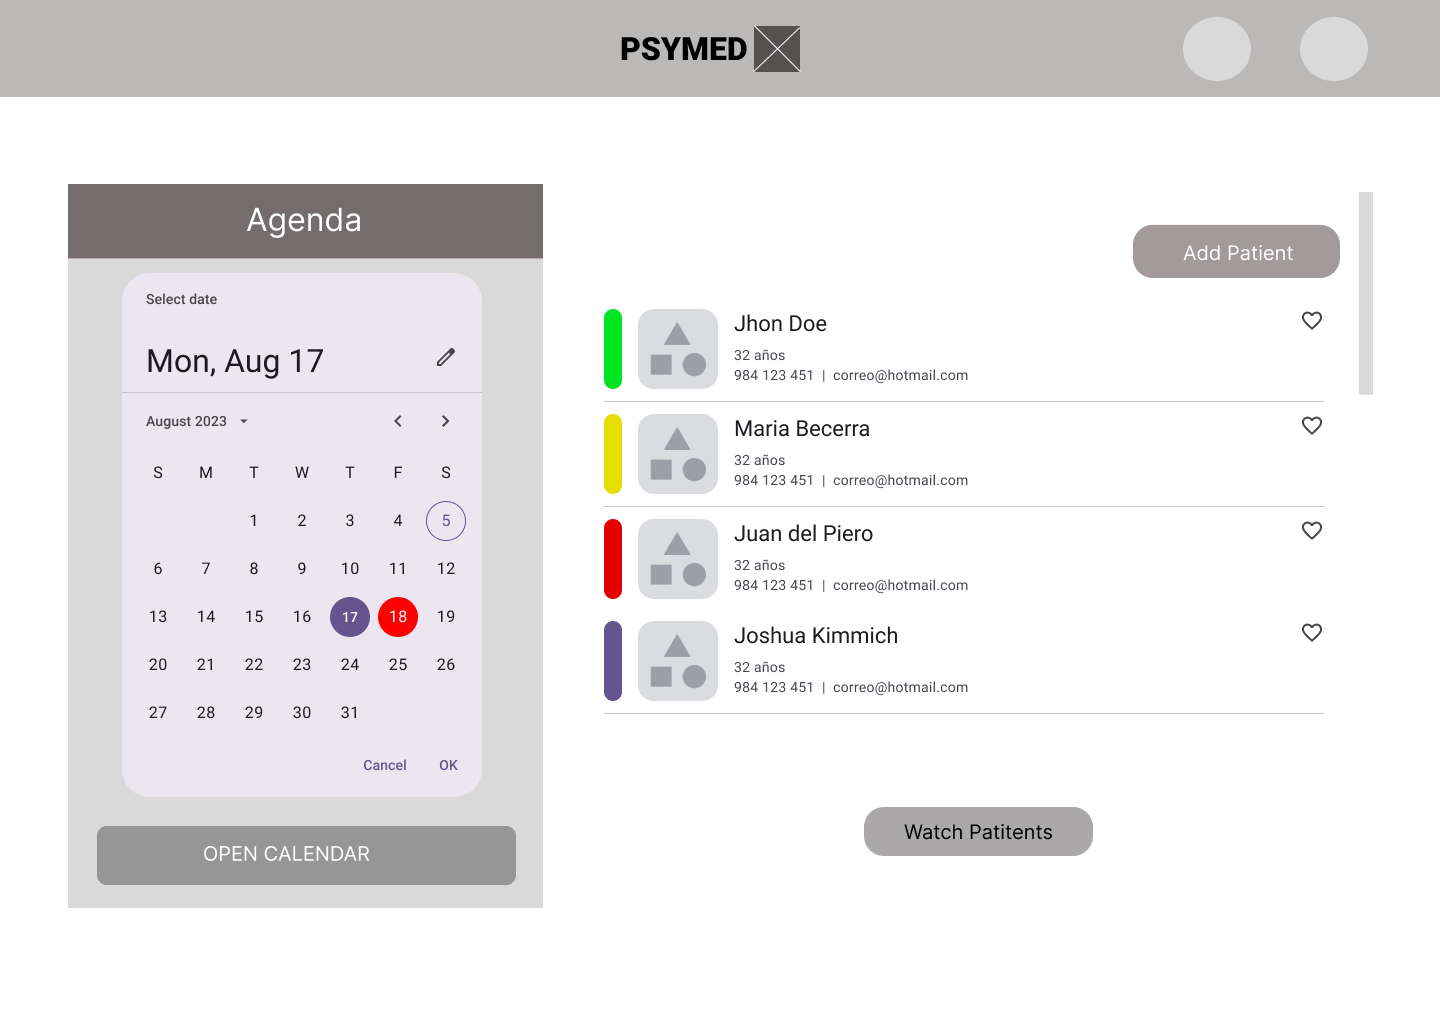 PSYMED
Agenda
Select date
Mon, Aug 17
August 2023
S M T W T F S
1 2 3 4 5
6 7 8 9 10 11 12
13 14 15 16 17 18 19
20 21 22 23 24 25 26
27 28 29 30 31
Cancel OK
OPEN CALENDAR
Add Patient
Jhon Doe
32 años
984 123 451 | correo@hotmail.com
Maria Becerra
32 años
984 123 451 | correo@hotmail.com
Juan del Piero
32 años
984 123 451 | correo@hotmail.com
Joshua Kimmich
32 años
984 123 451 | correo@hotmail.com
Watch Patitents